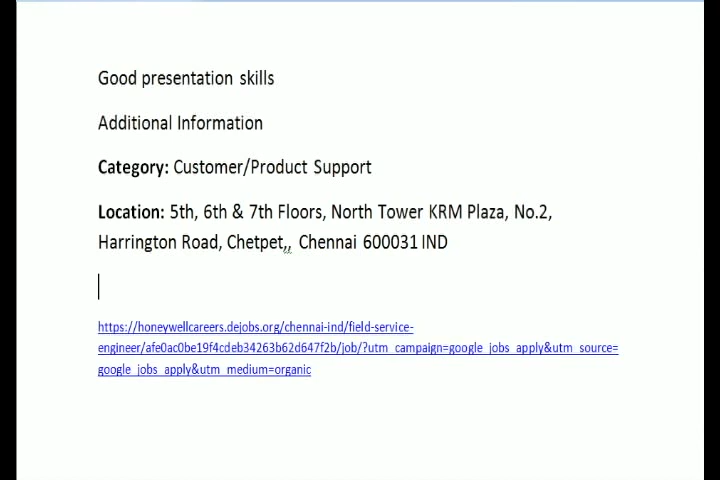 Good presentation skills
Additional Information
Category: Customer/Product Support
Location: 5th, 6th & 7th Floors, North Tower KRM Plaza, No.2,
Harrington Road, Chetpet,, Chennai 600031 IND
https://honeywellcareers.dejobs.org/chennai-ind/field-service-
engineer/afe0ac0be19f4cdeb34263b62d647f2b/job/?utm_campaign=google_jobs_apply&utm_source=
google_jobs_apply&utm_medium=organic